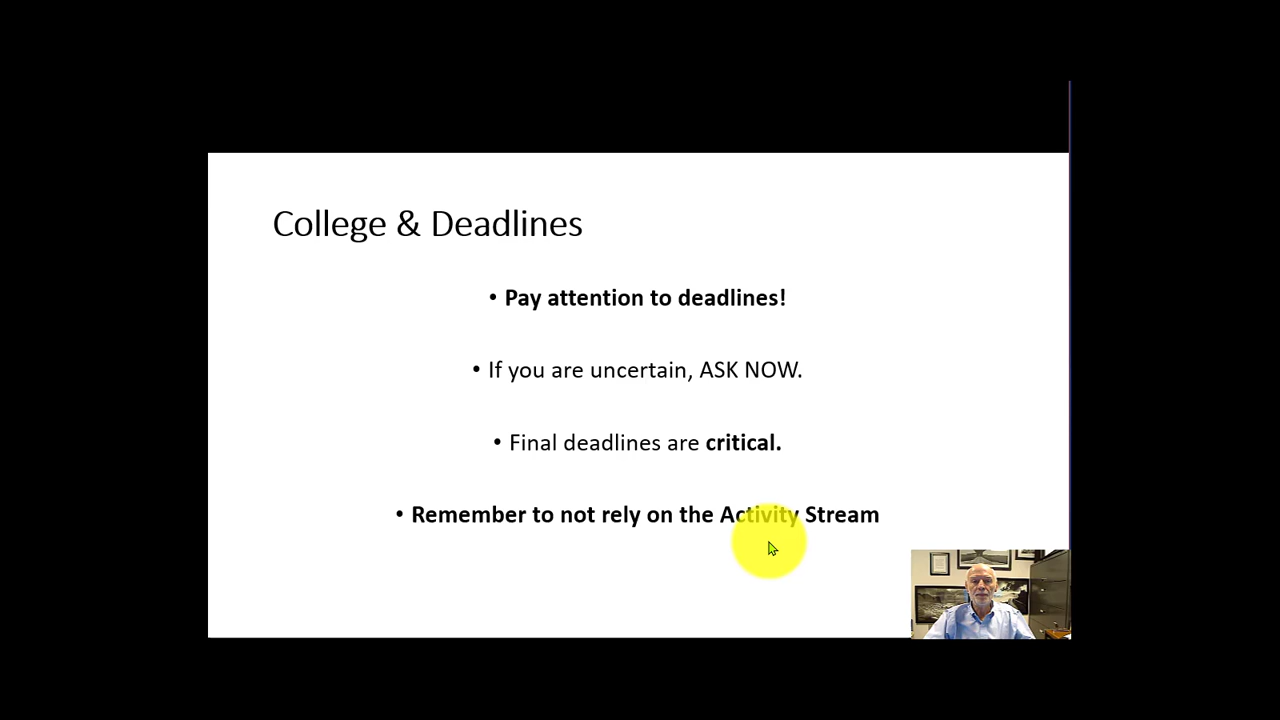 College & Deadlines
• Pay attention to deadlines!
• If you are uncertain, ASK NOW.
• Final deadlines are critical.
• Remember to not rely on the Activity Stream